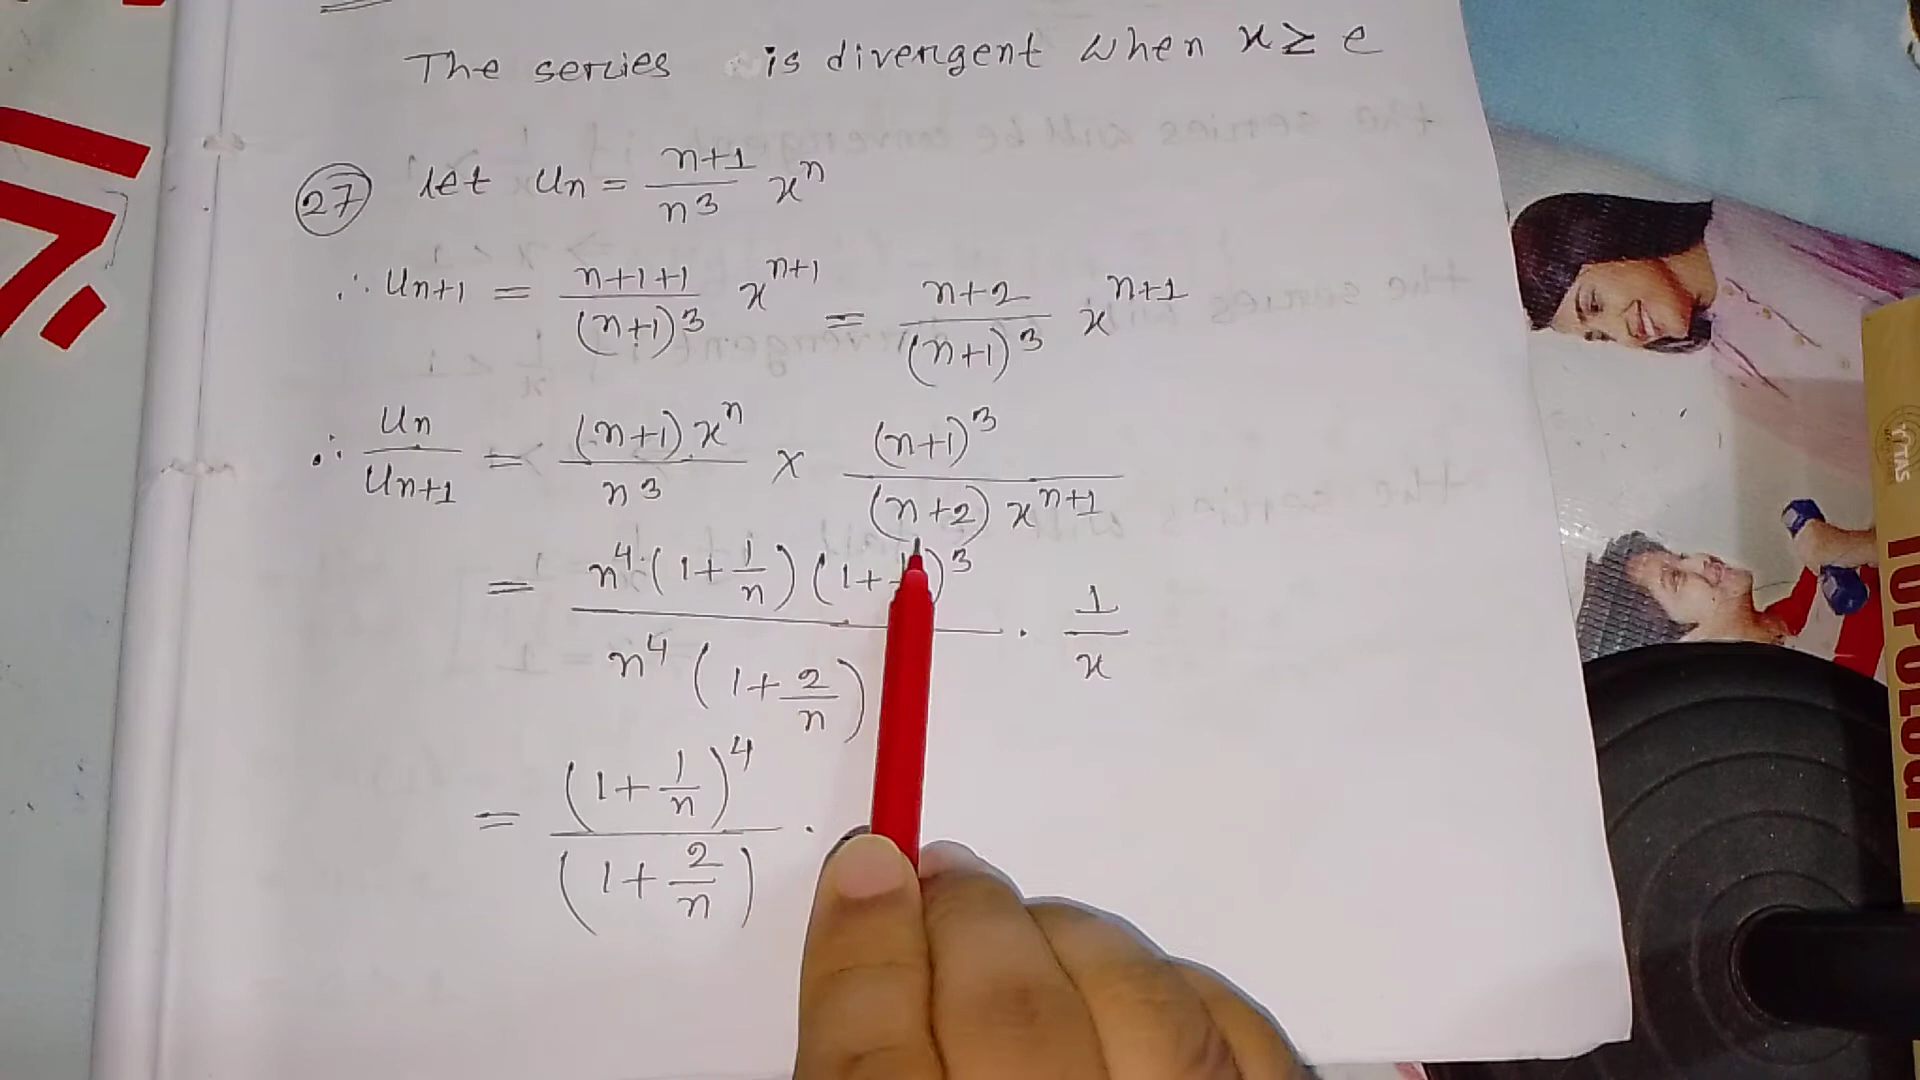 The series is divergent when x ≥ e
(27) let Un = (n+1)/n³ xⁿ
∴ Un+1 = (n+1+1)/(n+1)³ xⁿ⁺¹ = (n+2)/(n+1)³ xⁿ⁺¹
∴ Un/Un+1 = (n+1) xⁿ/n³ × (n+1)³/((n+2) xⁿ⁺¹)
= n⁴ (1 + 1/n) (1 + )³/(n⁴ (1 + 2/n)) · 1/x
= (1 + 1/n)⁴/(1 + 2/n) ·
TITAS
TOPOLOGY